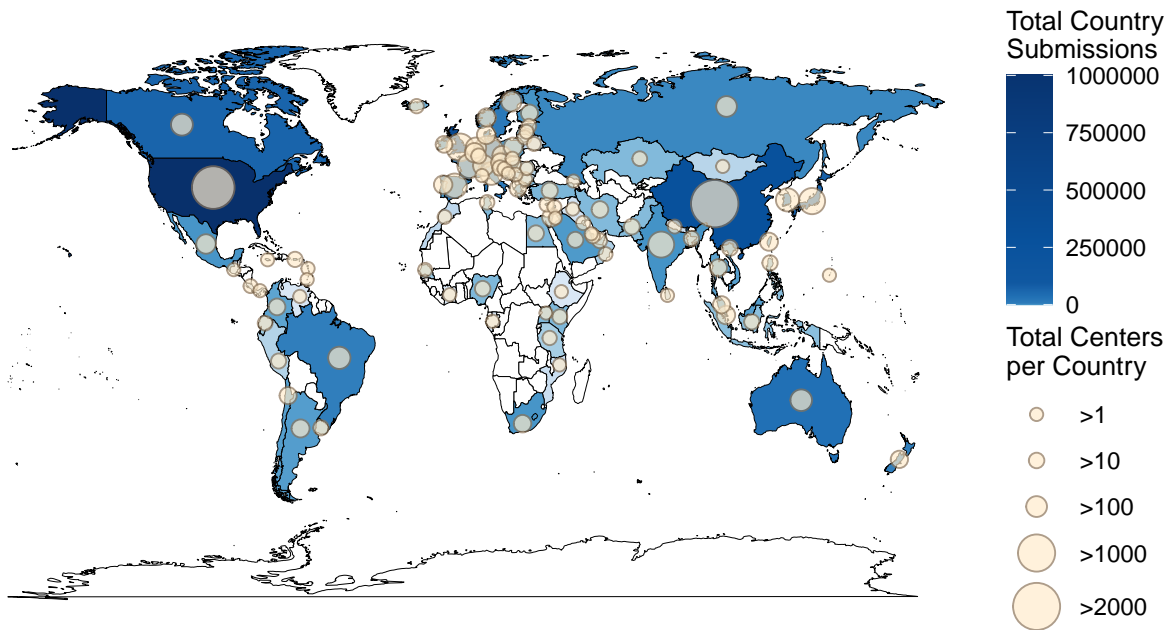 Total Country
Submissions
1000000
750000
500000
250000
0
Total Centers
per Country
>1
>10
>100
>1000
>2000